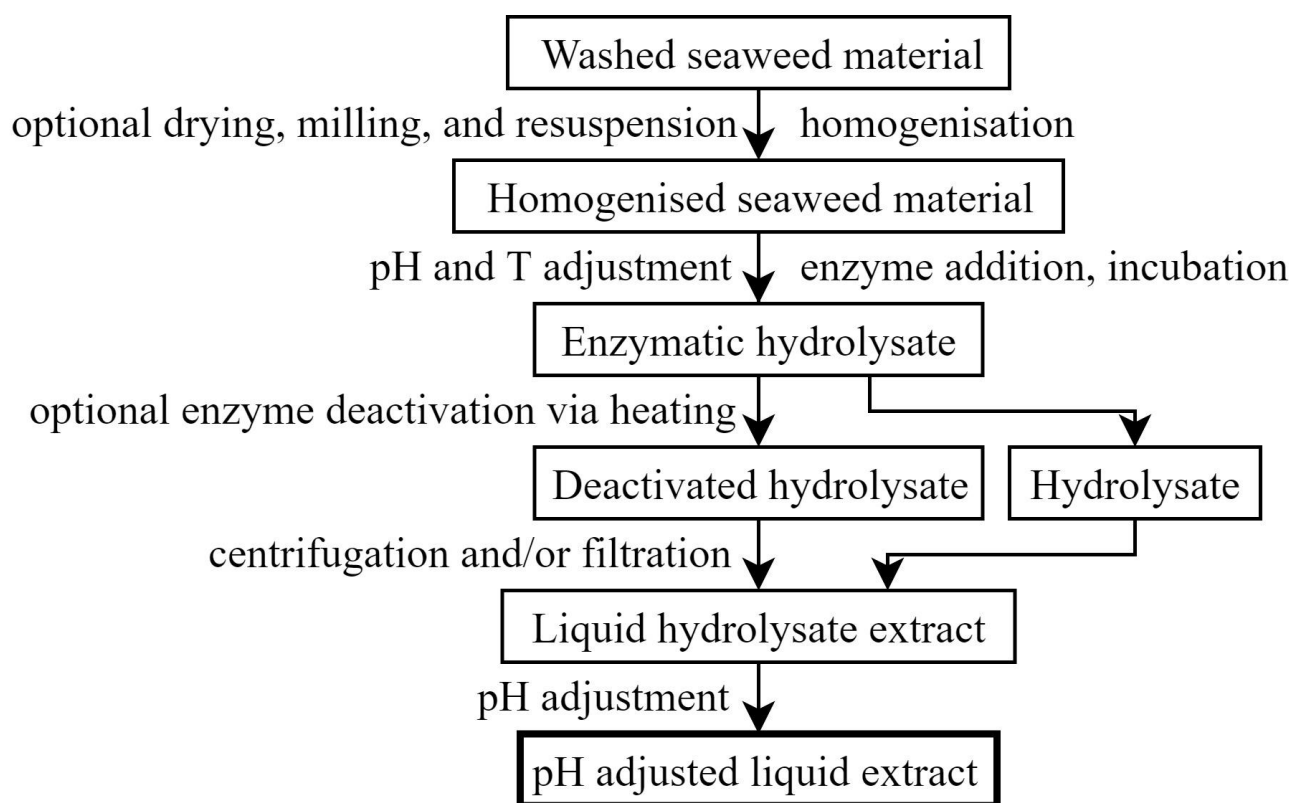 Washed seaweed material
optional drying, milling, and resuspension
homogenisation
Homogenised seaweed material
pH and T adjustment
enzyme addition, incubation
Enzymatic hydrolysate
optional enzyme deactivation via heating
Deactivated hydrolysate
Hydrolysate
centrifugation and/or filtration
Liquid hydrolysate extract
pH adjustment
pH adjusted liquid extract